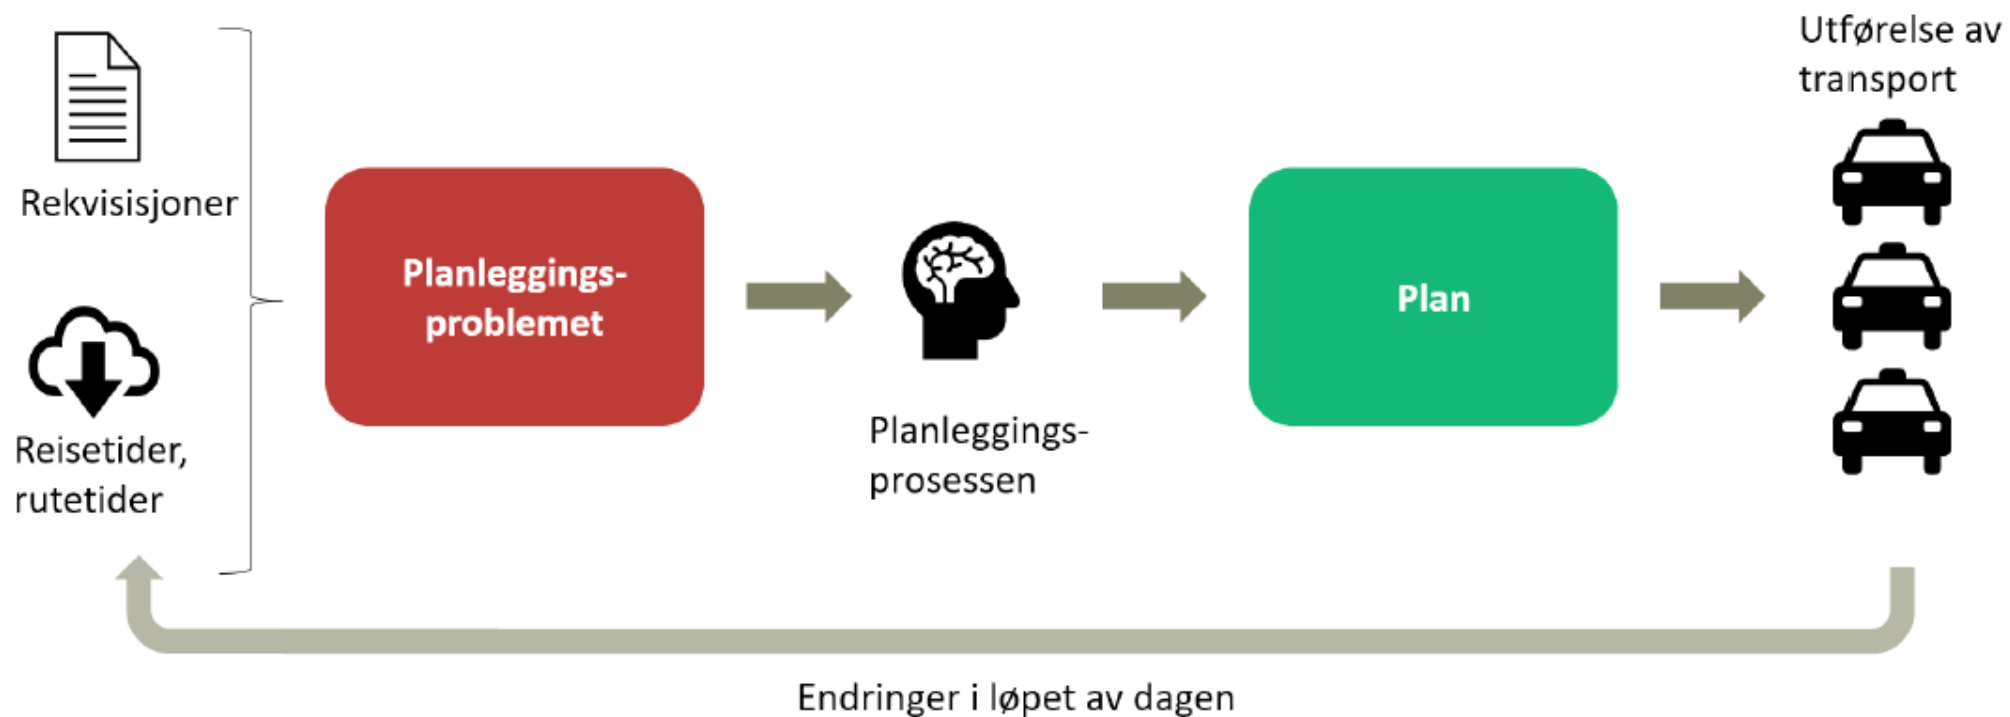 Rekvisisjoner
Reisetider,
rutetider
Planleggings-
problemet
Planleggings-
prosessen
Plan
Utførelse av
transport
Endringer i løpet av dagen